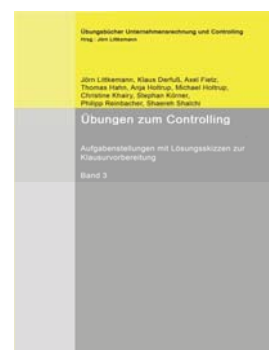 Übungsbücher Unternehmensrechnung und Controlling
Hrsg.: Jörn Littkemann
Jörn Littkemann, Klaus Derfuß, Axel Fietz,
Thomas Hahn, Anja Holtrup, Michael Holtrup,
Christine Khairy, Stephan Körner,
Philipp Reinbacher, Shaereh Shalchi
Übungen zum Controlling
Aufgabenstellungen mit Lösungsskizzen zur
Klausurvorbereitung
Band 3